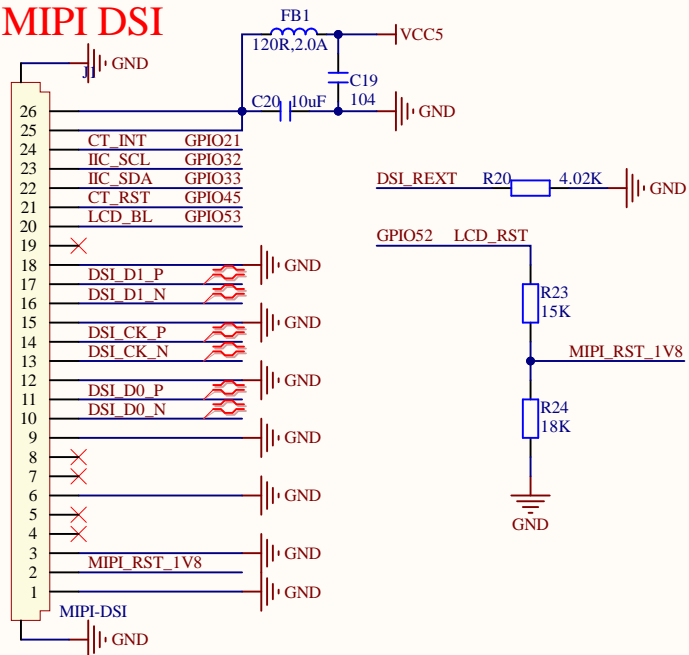 MIPI DSI
FB1
120R,2.0A
VCC5
J1
GND
C19
104
C20 10uF
GND
26
25
24 CT_INT GPIO21
23 IIC_SCL GPIO32
22 IIC_SDA GPIO33
21 CT_RST GPIO45
20 LCD_BL GPIO53
19
18 GND
17 DSI_D1_P
16 DSI_D1_N
15 GND
14 DSI_CK_P
13 DSI_CK_N
12 GND
11 DSI_D0_P
10 DSI_D0_N
9 GND
8
7
6 GND
5
4
3 GND
2 MIPI_RST_1V8
1 GND
MIPI-DSI
GND
DSI_REXT R20 4.02K GND
GPIO52 LCD_RST
R23
15K
MIPI_RST_1V8
R24
18K
GND